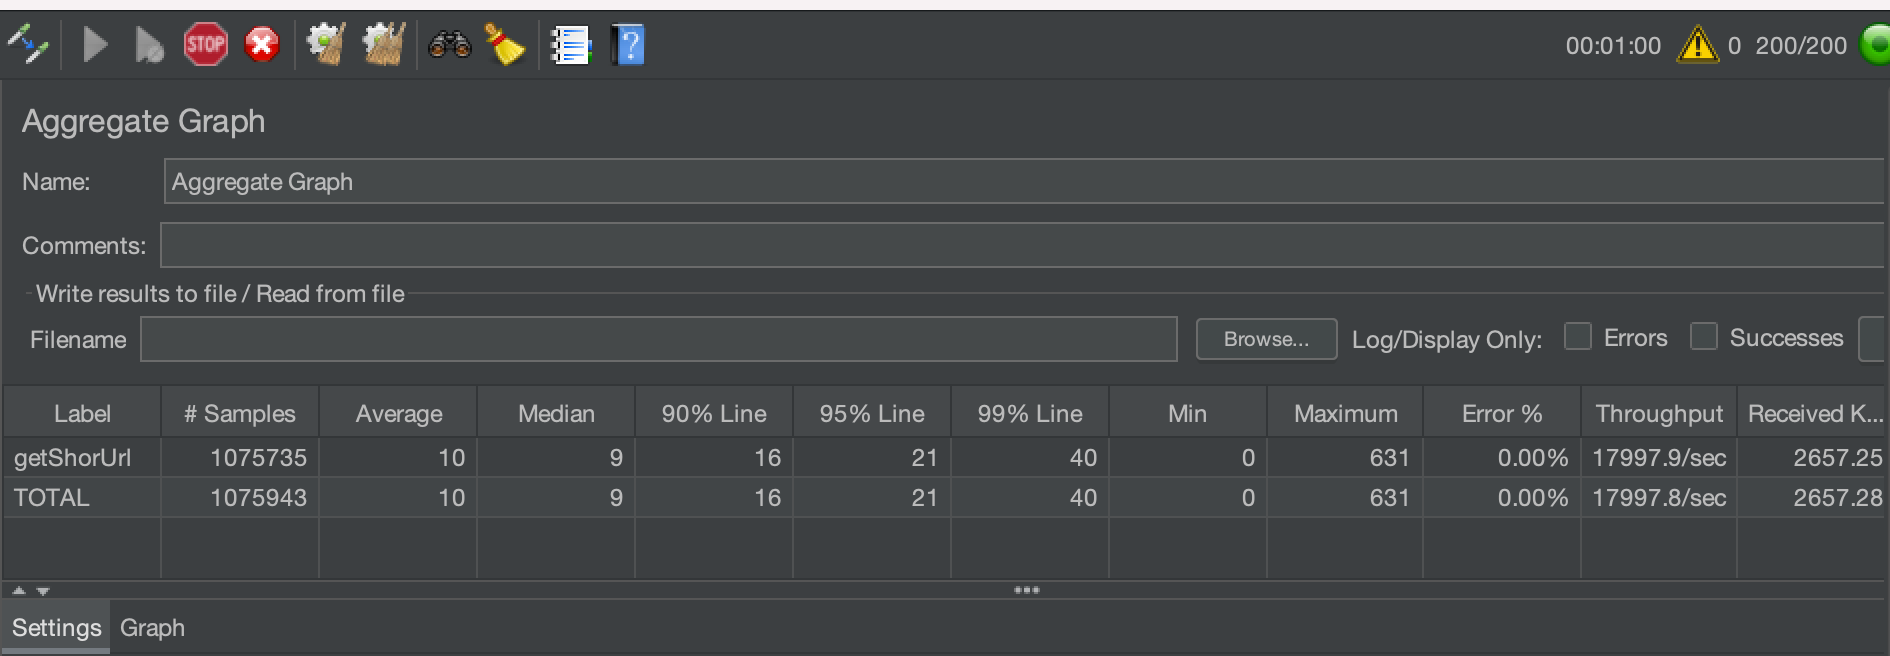 STOP ? 00:01:00 0 200/200
Aggregate Graph
Name: Aggregate Graph
Comments:
Write results to file / Read from file
Filename Browse... Log/Display Only: Errors Successes
Label # Samples Average Median 90% Line 95% Line 99% Line Min Maximum Error % Throughput Received K...
getShorUrl 1075735 10 9 16 21 40 0 631 0.00% 17997.9/sec 2657.25
TOTAL 1075943 10 9 16 21 40 0 631 0.00% 17997.8/sec 2657.28
Settings Graph